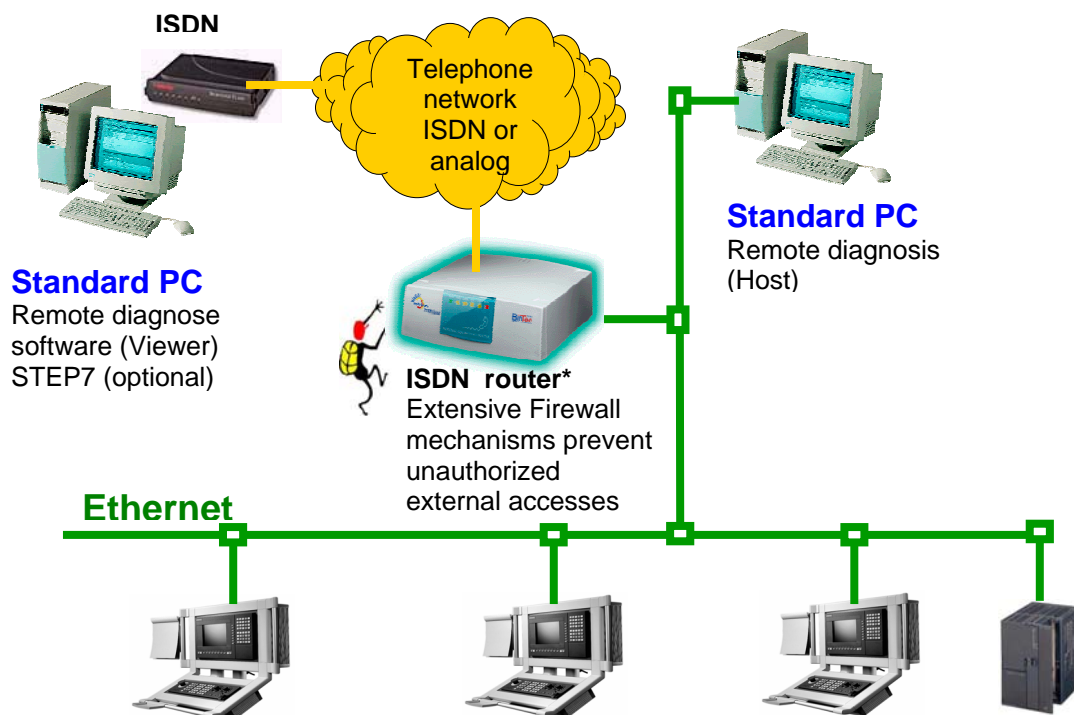 ISDN
Telephone
network
ISDN or
analog
Standard PC
Remote diagnose
software (Viewer)
STEP7 (optional)
Standard PC
Remote diagnosis
(Host)
ISDN router*
Extensive Firewall
mechanisms prevent
unauthorized
external accesses
Ethernet